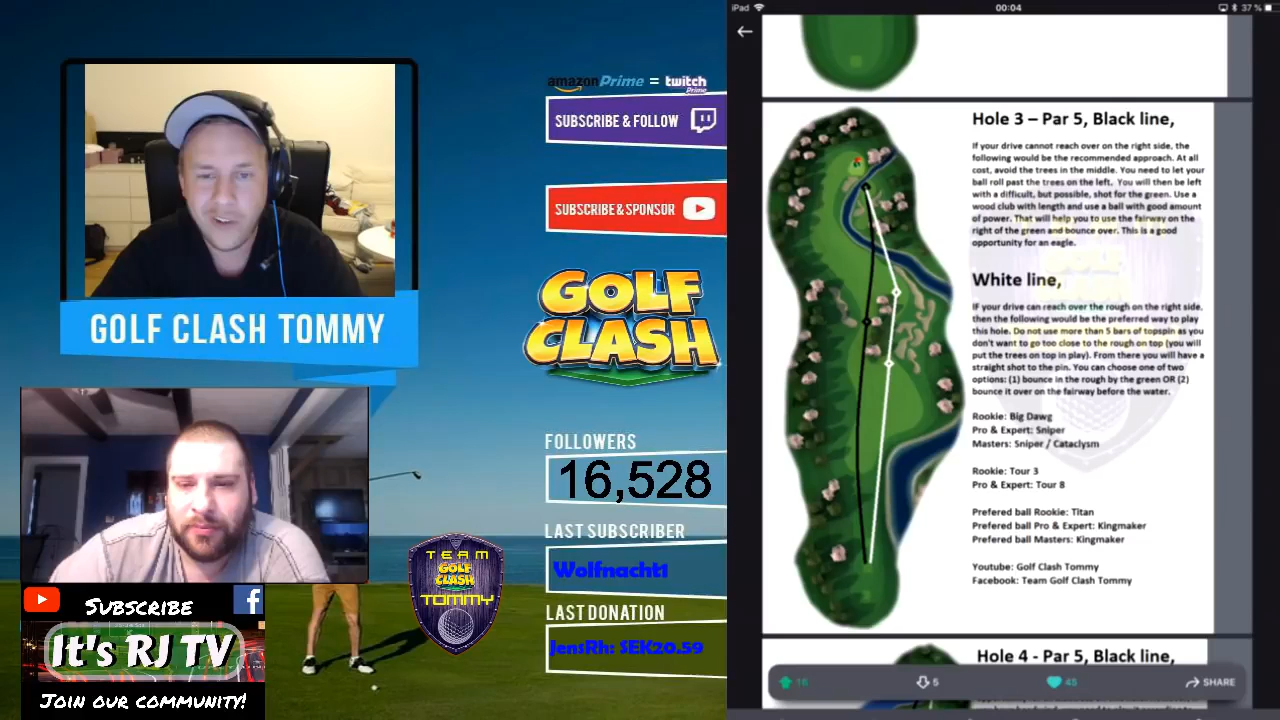 GOLF CLASH TOMMY
Subscribe
It's RJ TV
Join our community!
TEAM
GOLF
CLASH
TOMMY
amazonPrime = twitch
Prime
SUBSCRIBE & FOLLOW
SUBSCRIBE & SPONSOR
GOLF
CLASH
FOLLOWERS
16,528
LAST SUBSCRIBER
Wolfnacht1
LAST DONATION
JensRh: SEK20.59
iPad
00:04
37 %
Hole 3 – Par 5, Black line,
If your drive cannot reach over on the right side, the
following would be the recommended approach. At all
cost, avoid the trees in the middle. You need to let your
ball roll past the trees on the left. You will then be left
with a difficult, but possible, shot for the green. Use a
wood club with length and use a ball with good amount
of power. That will help you to use the fairway on the
right of the green and bounce over. This is a good
opportunity for an eagle.
White line,
IF your drive can reach over the rough on the right side,
then the following would be the preferred way to play
this hole. Do not use more than 5 bars of topspin as you
don't want to go too close to the rough on top (you will
put the trees on top in play). From there you will have a
straight shot to the pin. You can choose one of two
options: (1) bounce in the rough by the green OR (2)
bounce it over on the fairway before the water.
Rookie: Big Dawg
Pro & Expert: Sniper
Masters: Sniper / Cataclysm
Rookie: Tour 3
Pro & Expert: Tour 8
Prefered ball Rookie: Titan
Prefered ball Pro & Expert: Kingmaker
Prefered ball Masters: Kingmaker
Youtube: Golf Clash Tommy
Facebook: Team Golf Clash Tommy
Hole 4 - Par 5, Black line,
16
5
45
SHARE